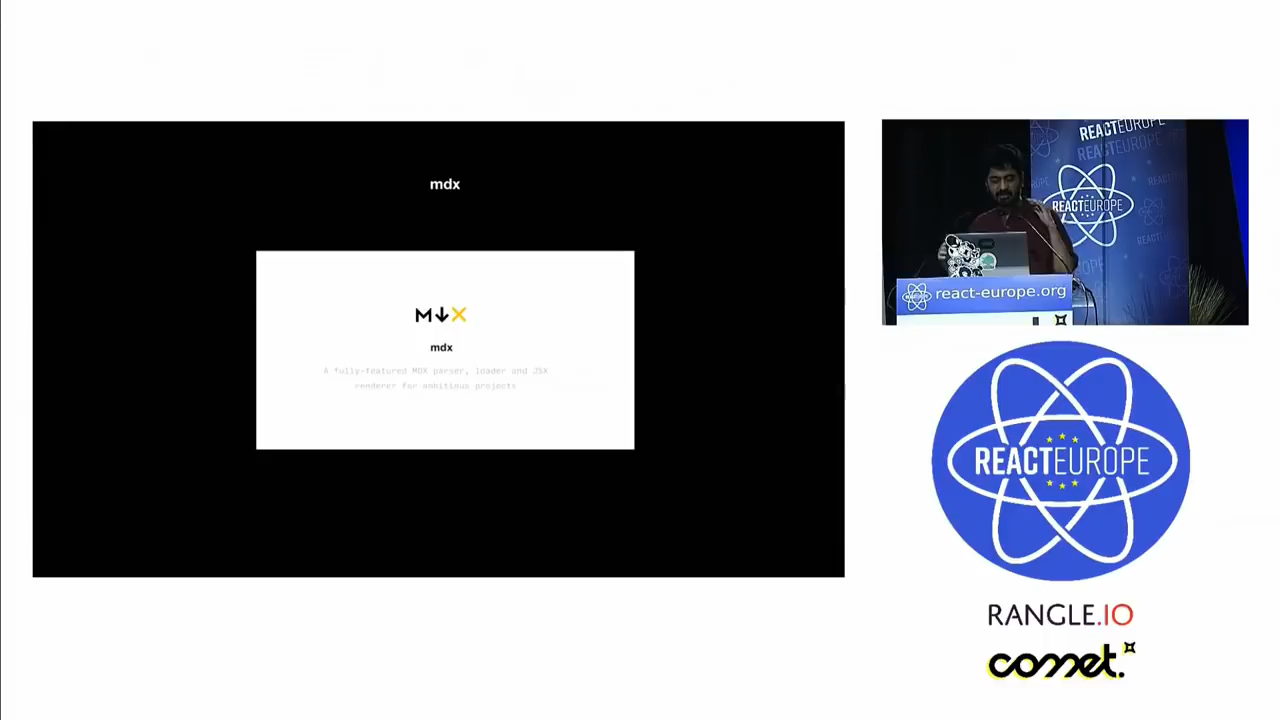 mdx
M↓X
mdx
A fully-featured MDX parser, loader and JSX
renderer for ambitious projects
REACTEUROPE
REACTEUROPE
REACTEUROPE
react-europe.org
REACTEUROPE
RANGLE.IO
comet.